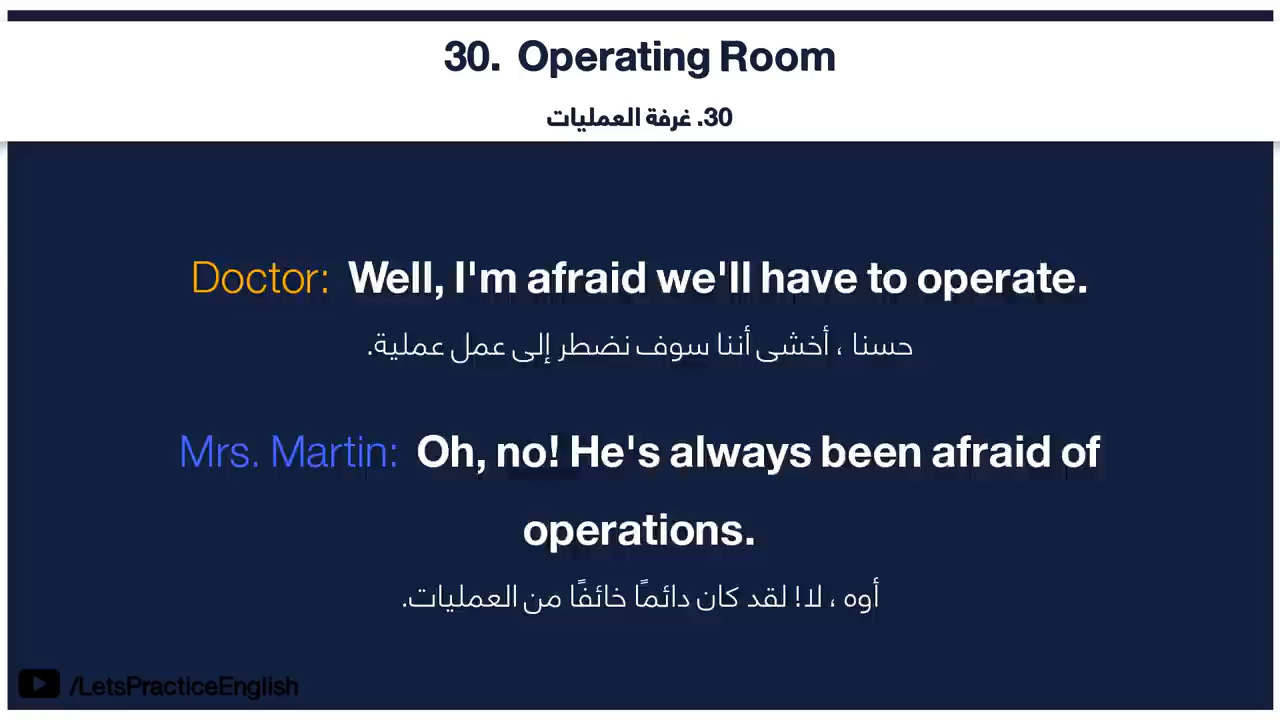 30. Operating Room
30. غرفة العمليات
Doctor: Well, I'm afraid we'll have to operate.
حسنا ، أخشى أننا سوف نضطر إلى عمل عملية.
Mrs. Martin: Oh, no! He's always been afraid of
operations.
أوه ، لا! لقد كان دائمًا خائفًا من العمليات.
/LetsPracticeEnglish